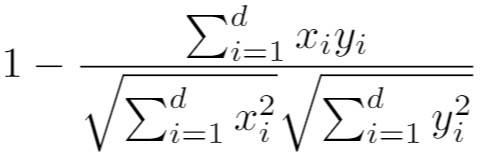 1 - \frac{\sum_{i=1}^{d} x_i y_i}{\sqrt{\sum_{i=1}^{d} x_i^2} \sqrt{\sum_{i=1}^{d} y_i^2}}